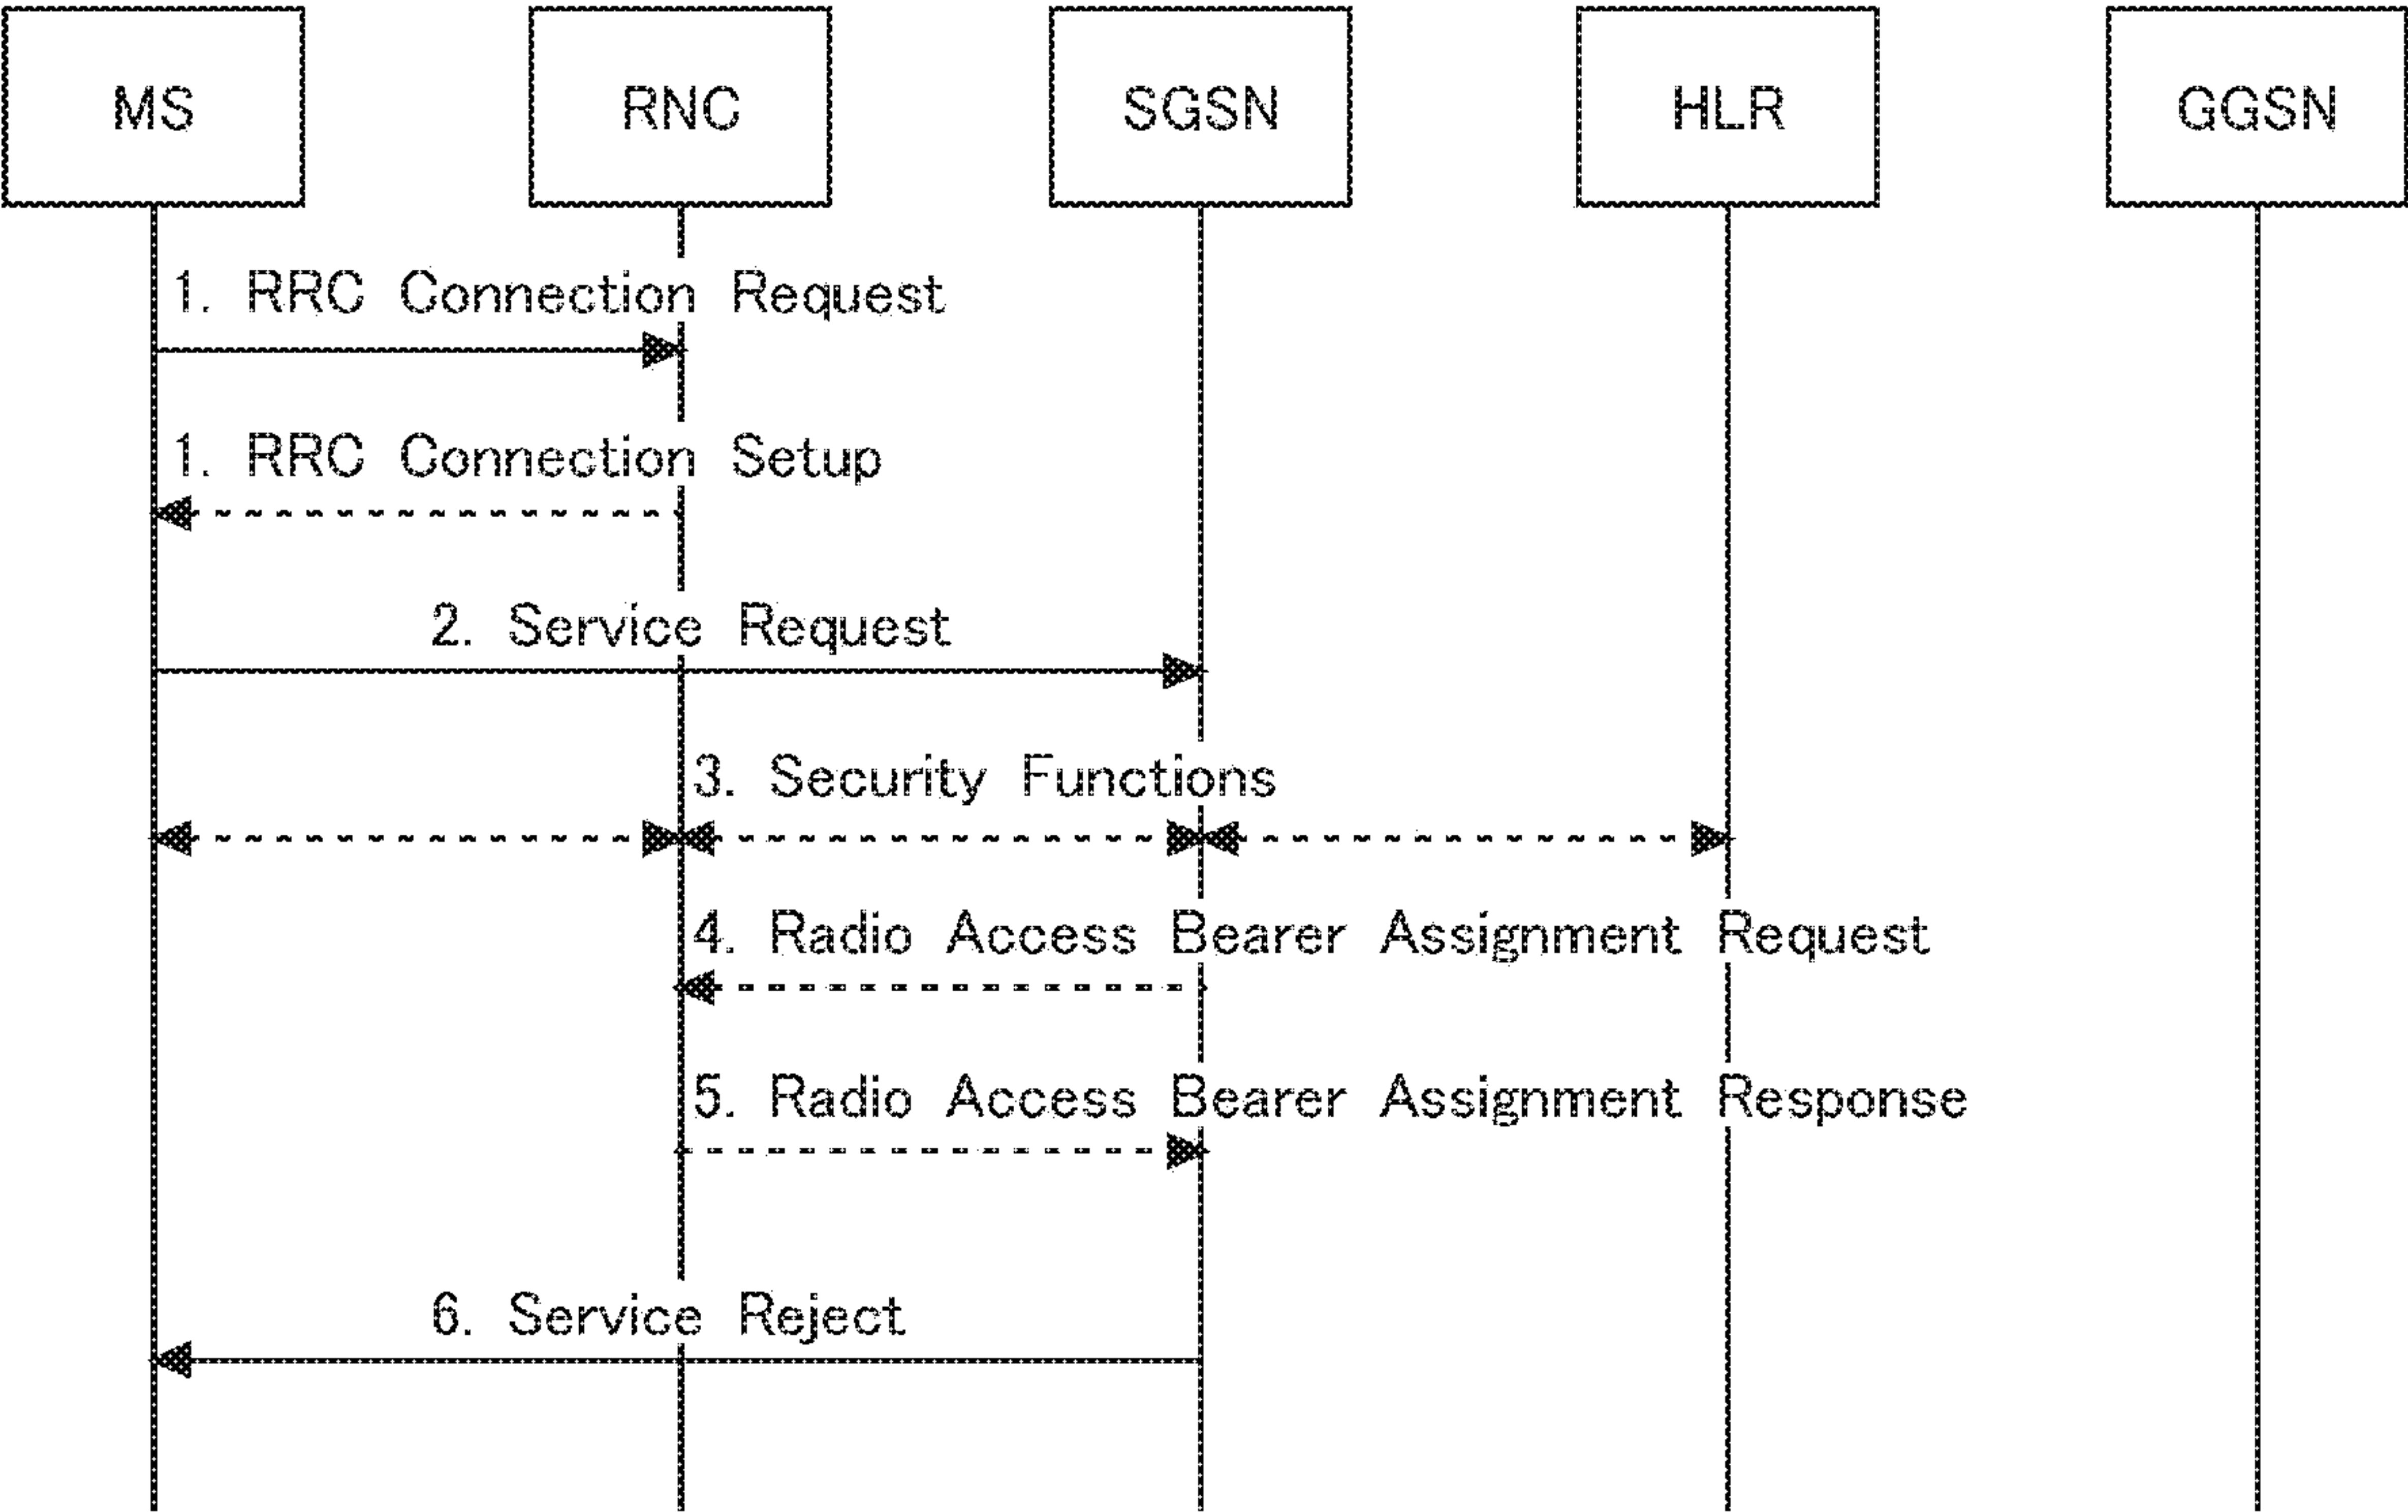 MS
RNC
SGSN
HLR
GGSN
1. RRC Connection Request
1. RRC Connection Setup
2. Service Request
3. Security Functions
4. Radio Access Bearer Assignment Request
5. Radio Access Bearer Assignment Response
6. Service Reject